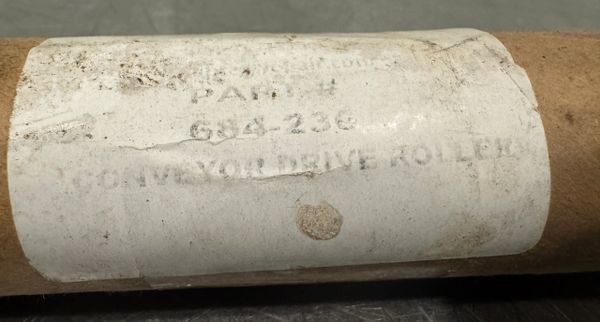 PART #
684-236
CONVEYOR DRIVE ROLLER